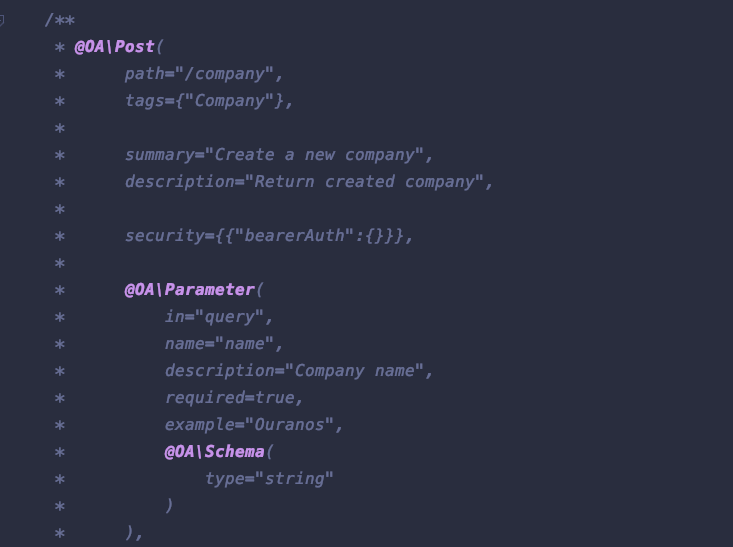 /**
 * @OA\Post(
 *      path="/company",
 *      tags={"Company"},
 *
 *      summary="Create a new company",
 *      description="Return created company",
 *
 *      security={{"bearerAuth":{}}},
 *
 *      @OA\Parameter(
 *          in="query",
 *          name="name",
 *          description="Company name",
 *          required=true,
 *          example="Ouranos",
 *          @OA\Schema(
 *              type="string"
 *          )
 *      ),